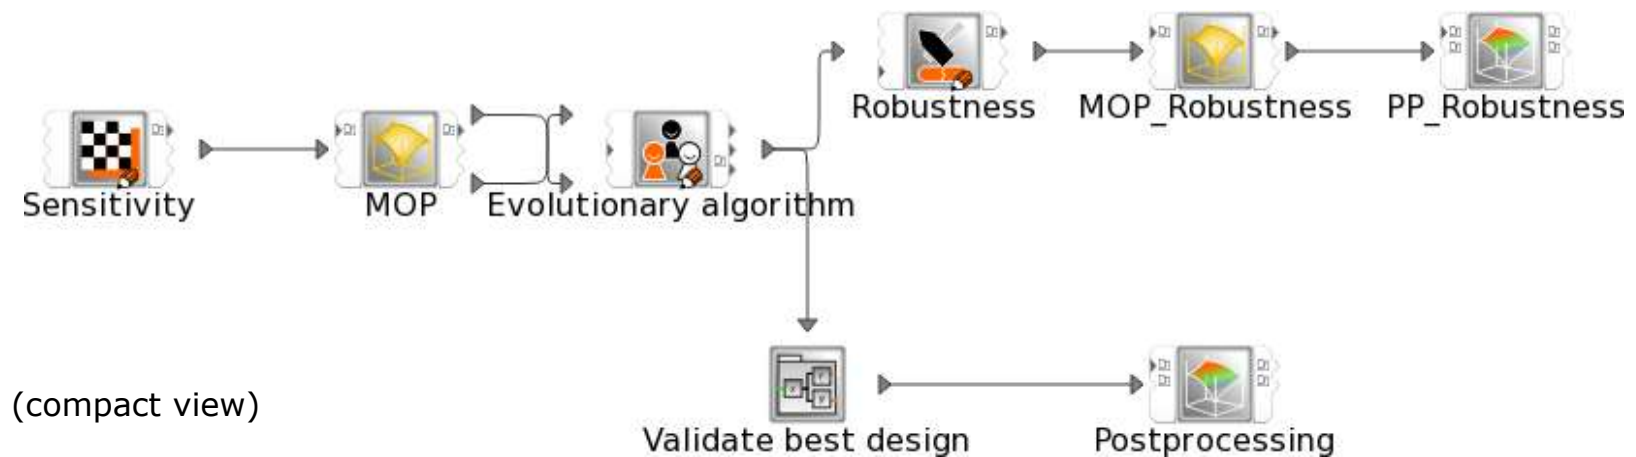 Robustness
MOP_Robustness
PP_Robustness
Sensitivity
MOP
Evolutionary algorithm
(compact view)
Validate best design
Postprocessing